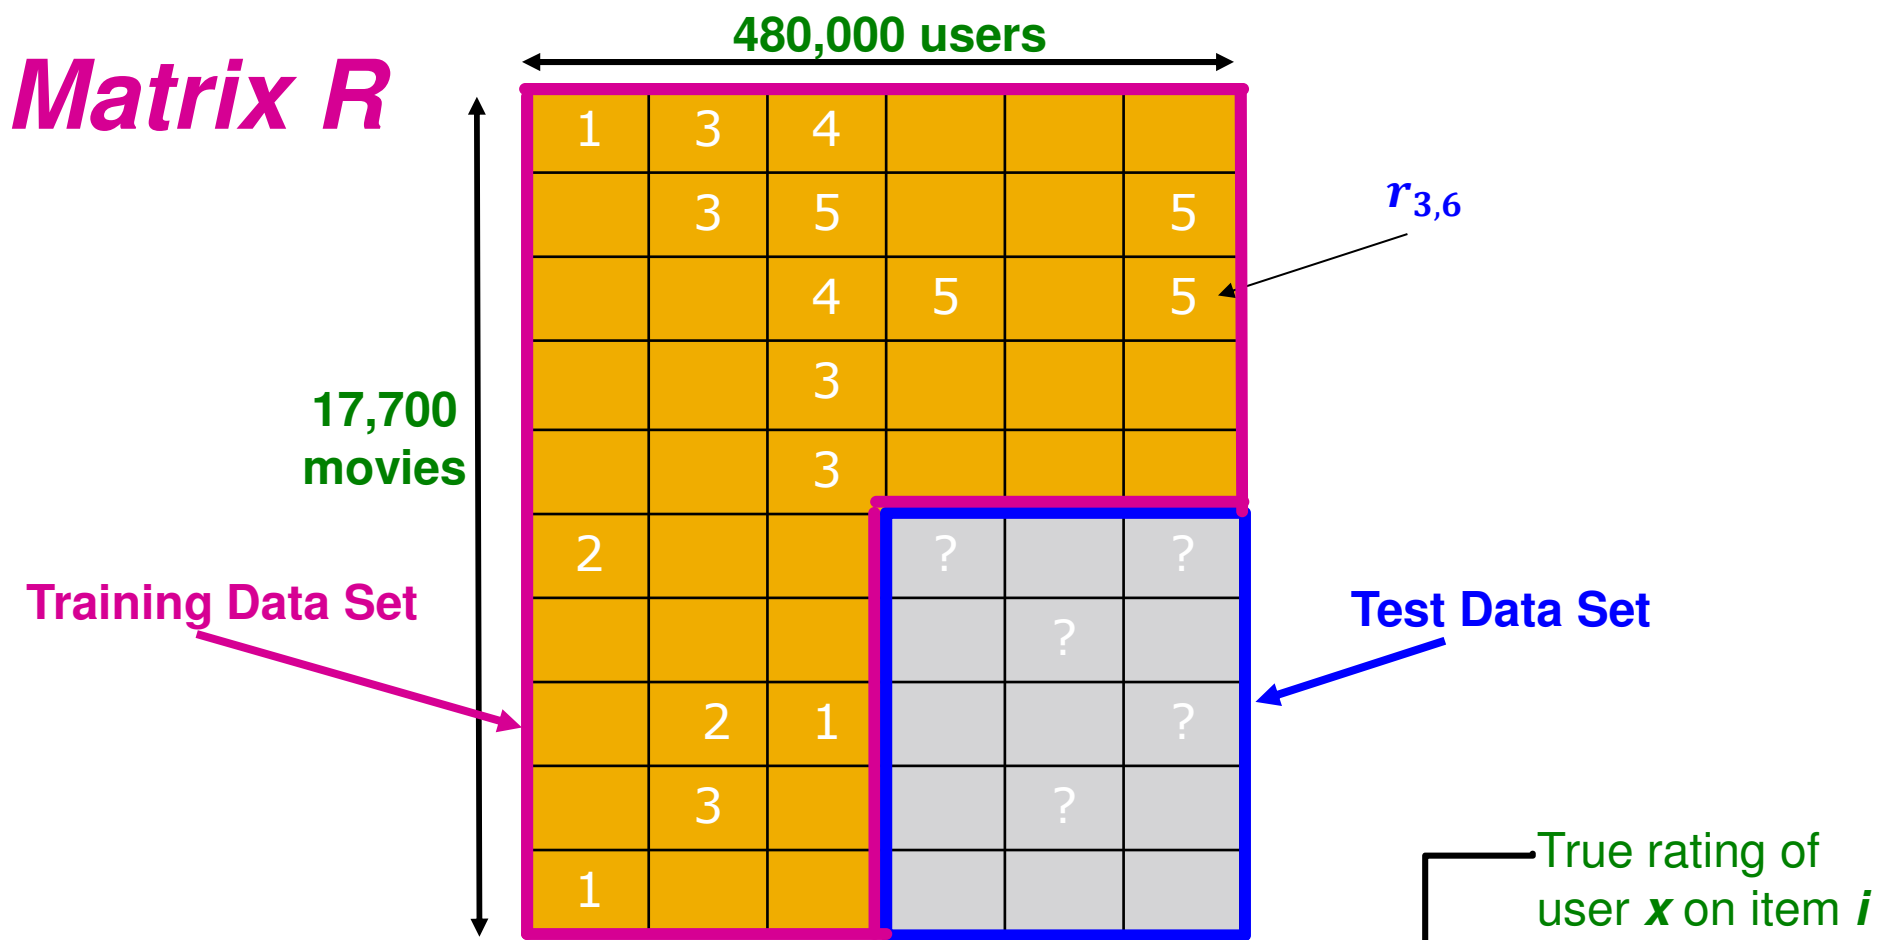 480,000 users
Matrix R
1 3 4
3 5 5
r3,6
4 5 5
3
17,700
movies
3
2 ? ?
Training Data Set
Test Data Set
?
2 1 ?
3 ?
True rating of
1
user x on item i